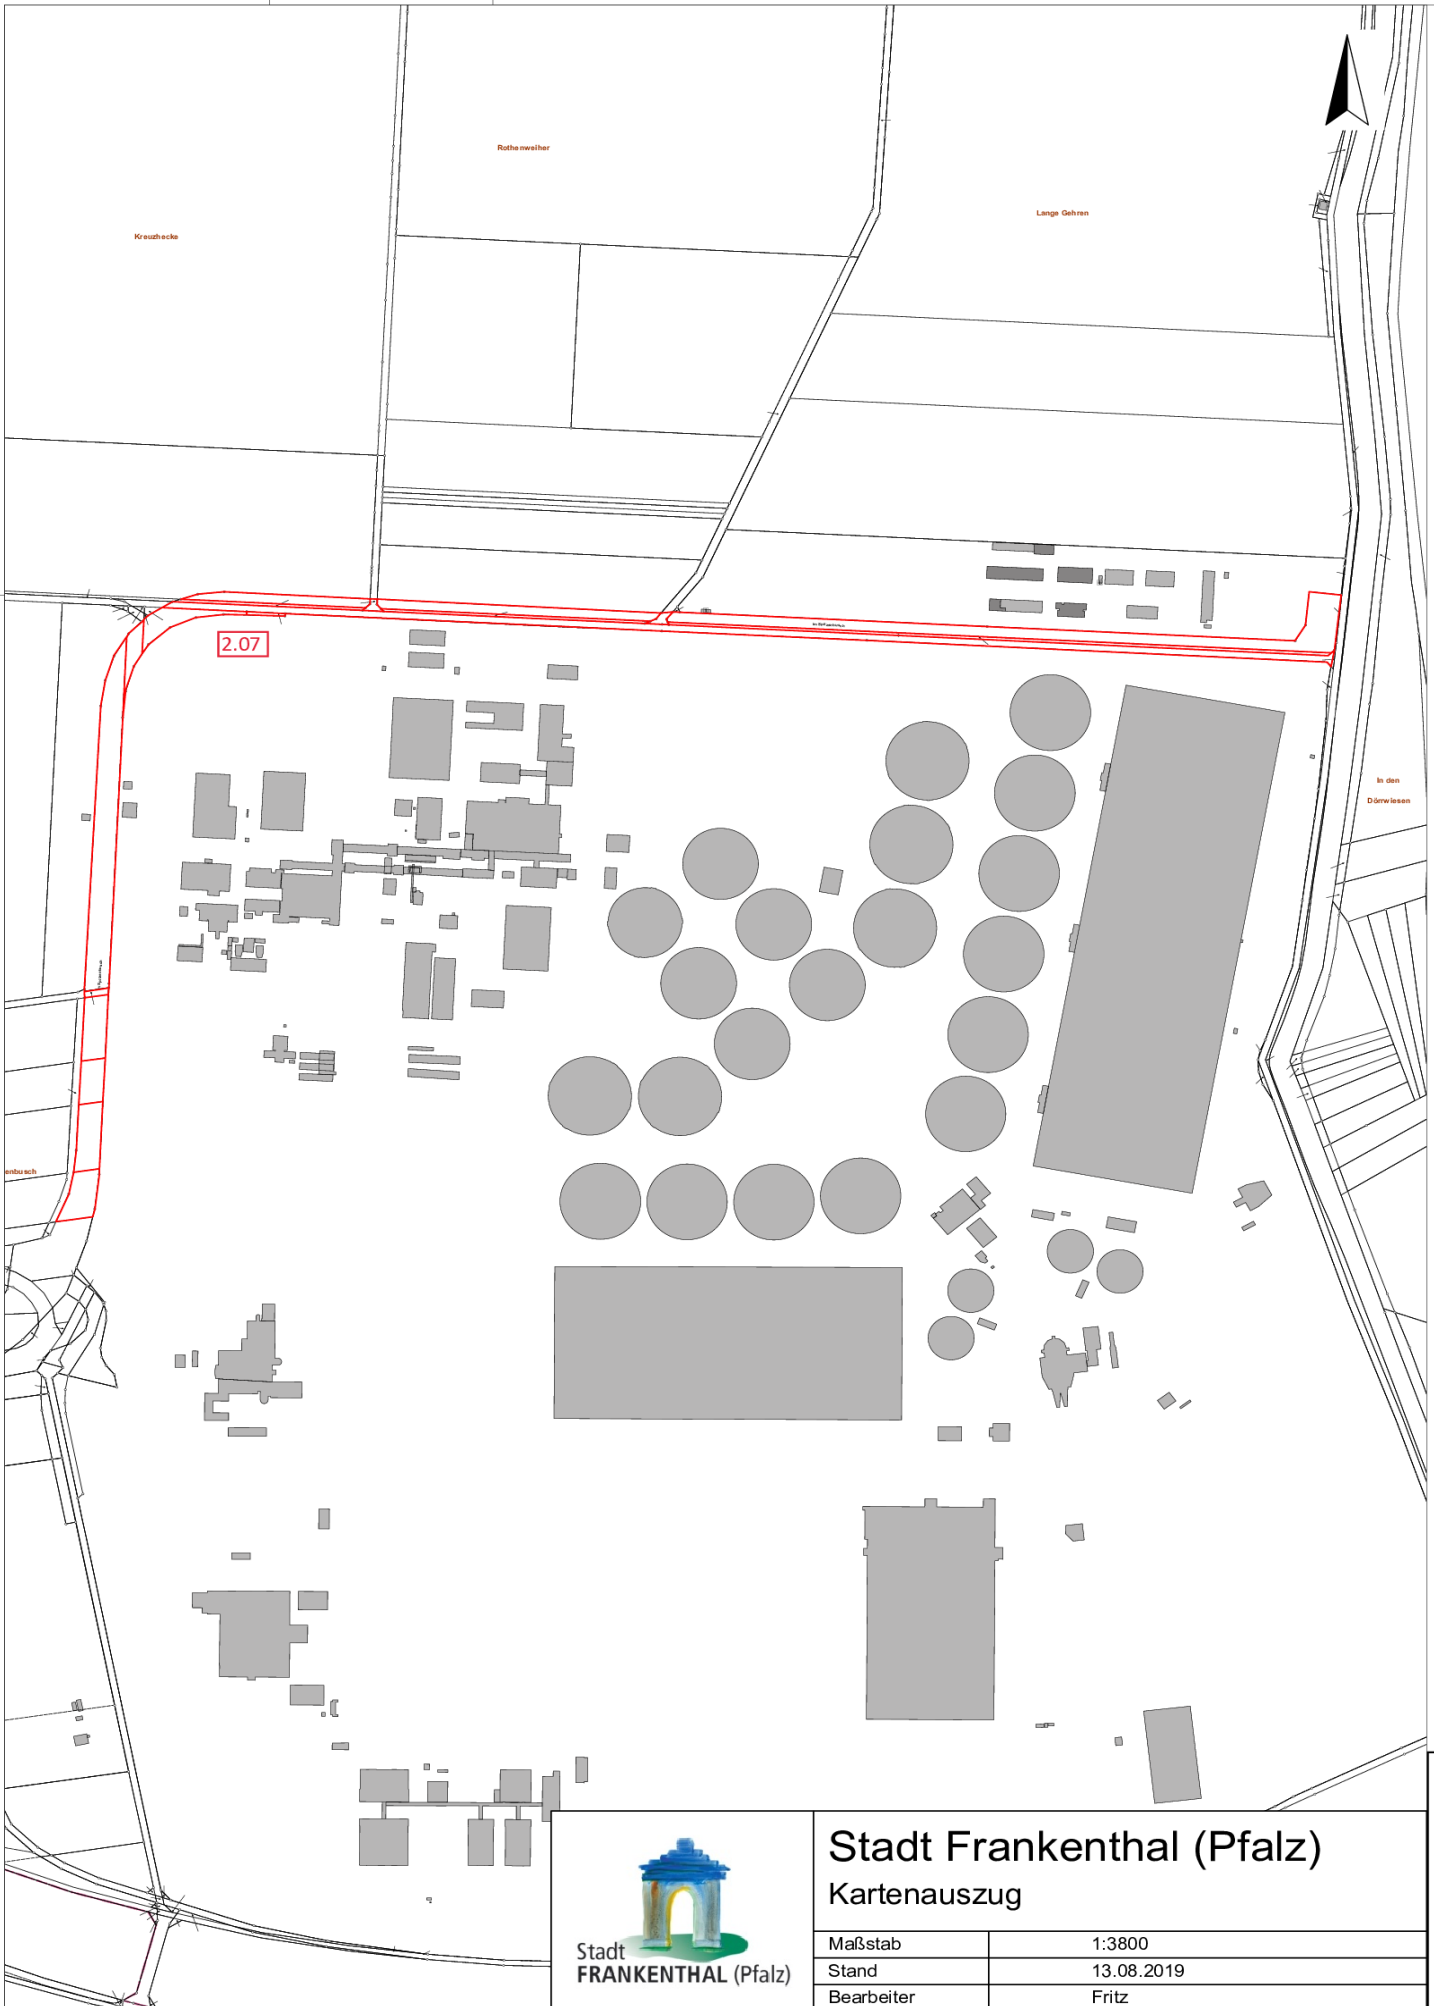 Rothenweiher
Lange Gehren
Kreuzhecke
2.07
In den
Dörrwiesen
enbusch
Stadt Frankenthal (Pfalz)
Kartenauszug
Stadt
FRANKENTHAL (Pfalz)
Maßstab 1:3800
Stand 13.08.2019
Bearbeiter Fritz